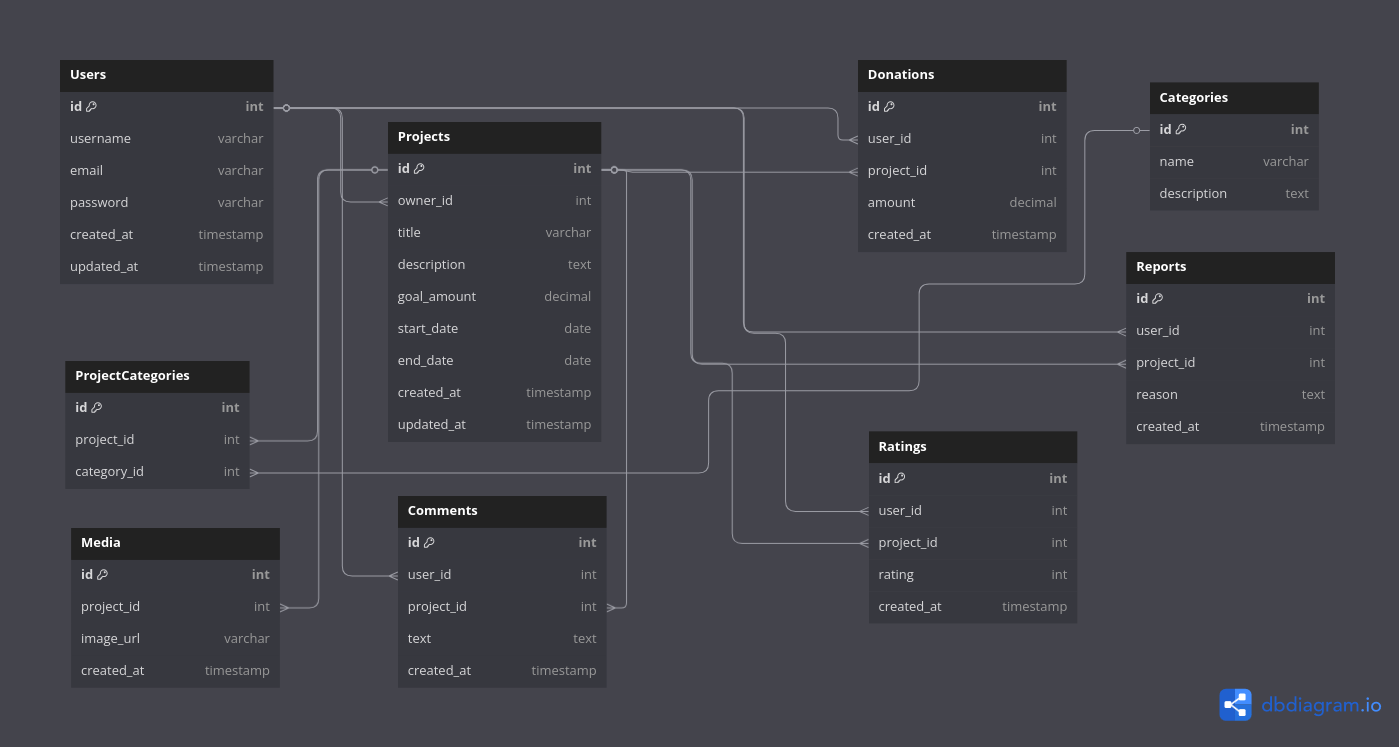 Users
id int
username varchar
email varchar
password varchar
created_at timestamp
updated_at timestamp
Projects
id int
owner_id int
title varchar
description text
goal_amount decimal
start_date date
end_date date
created_at timestamp
updated_at timestamp
Donations
id int
user_id int
project_id int
amount decimal
created_at timestamp
Categories
id int
name varchar
description text
Reports
id int
user_id int
project_id int
reason text
created_at timestamp
ProjectCategories
id int
project_id int
category_id int
Ratings
id int
user_id int
project_id int
rating int
created_at timestamp
Comments
id int
user_id int
project_id int
text text
created_at timestamp
Media
id int
project_id int
image_url varchar
created_at timestamp
dbdiagram.io